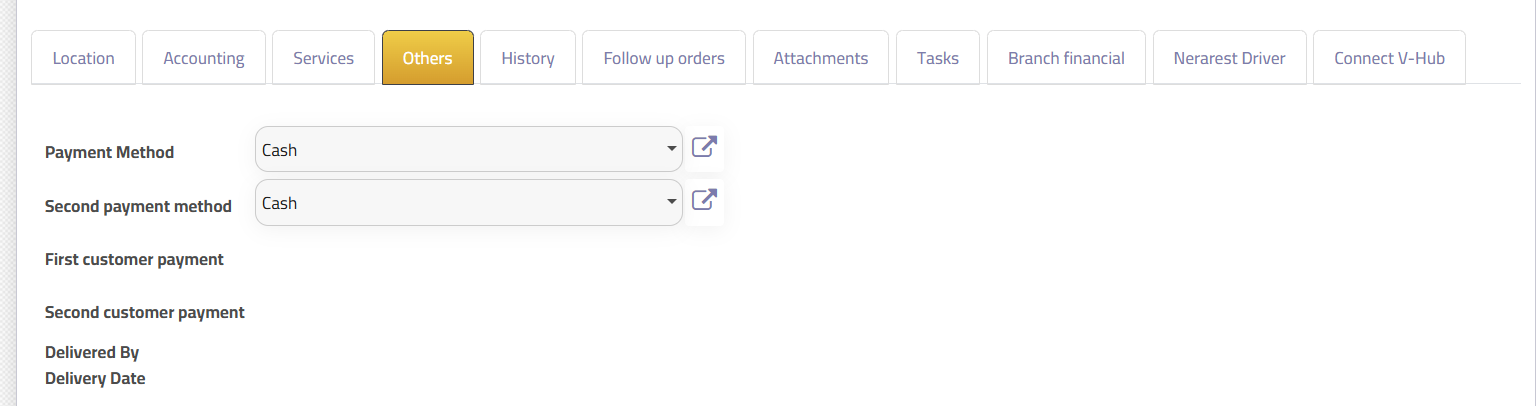 Location Accounting Services Others History Follow up orders Attachments Tasks Branch financial Nerarest Driver Connect V-Hub
Payment Method Cash
Second payment method Cash
First customer payment
Second customer payment
Delivered By
Delivery Date